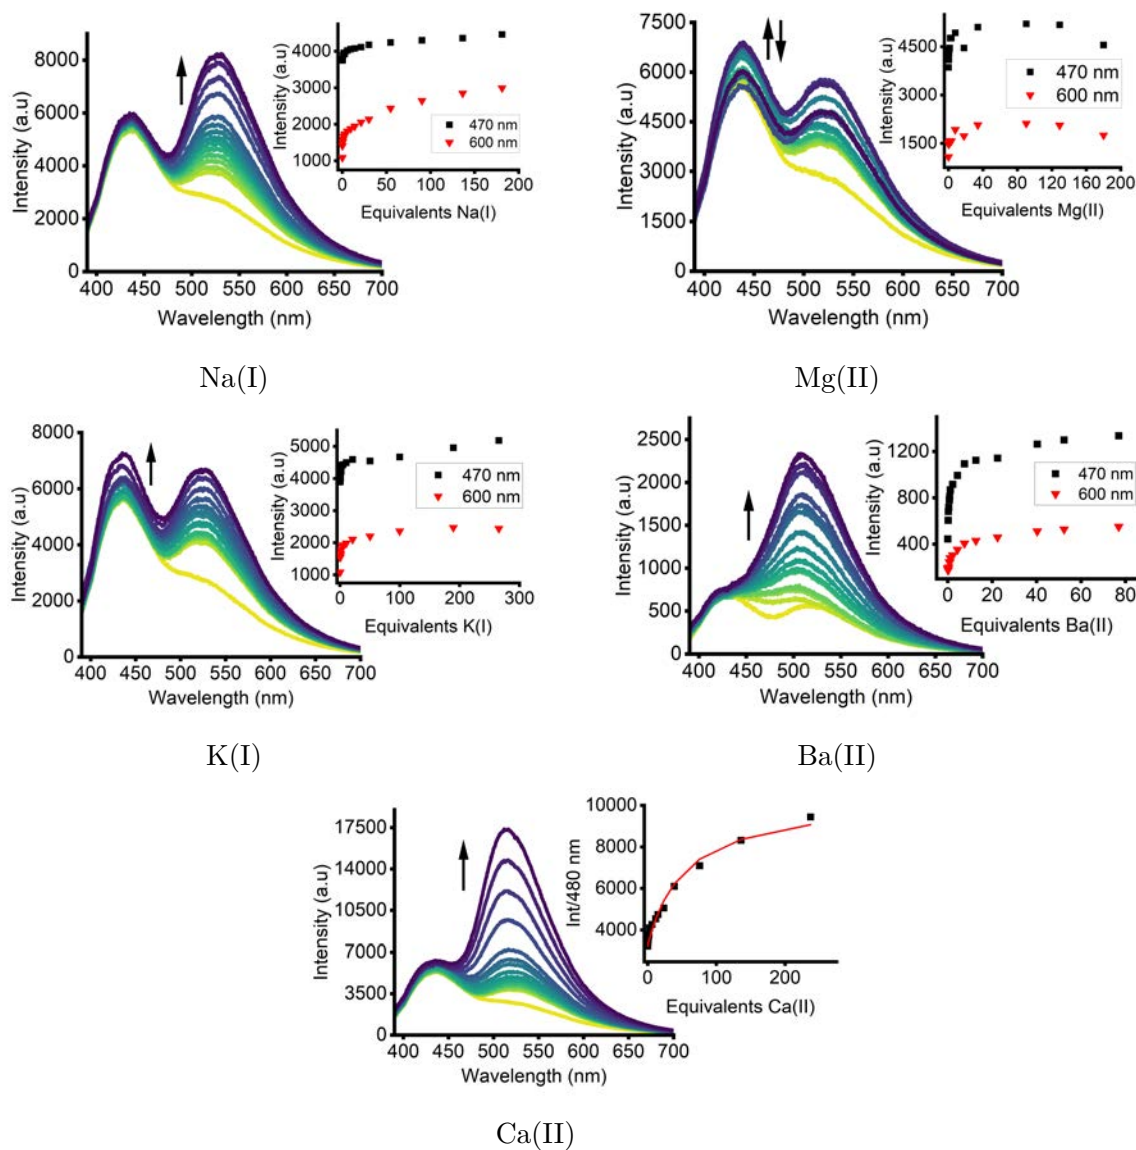 8000
6000
4000
2000
0
Intensity (a.u)
400 450 500 550 600 650 700
Wavelength (nm)
4000
3000
2000
1000
Intensity (a.u)
470 nm
600 nm
0 50 100 150 200
Equivalents Na(I)
Na(I)
7500
6000
4500
3000
1500
0
Intensity (a.u)
400 450 500 550 600 650 700
Wavelength (nm)
4500
3000
1500
Intensity (a.u)
470 nm
600 nm
0 40 80 120 160 200
Equivalents Mg(II)
Mg(II)
8000
6000
4000
2000
0
Intensity (a.u)
400 450 500 550 600 650 700
Wavelength (nm)
5000
4000
3000
2000
1000
Intensity (a.u)
470 nm
600 nm
0 100 200 300
Equivalents K(I)
K(I)
2500
2000
1500
1000
500
0
Intensity (a.u)
400 450 500 550 600 650 700
Wavelength (nm)
1200
800
400
Intensity (a.u)
470 nm
600 nm
0 20 40 60 80
Equivalents Ba(II)
Ba(II)
17500
14000
10500
7000
3500
0
Intensity (a.u)
400 450 500 550 600 650 700
Wavelength (nm)
10000
8000
6000
4000
Int/480 nm
0 100 200
Equivalents Ca(II)
Ca(II)